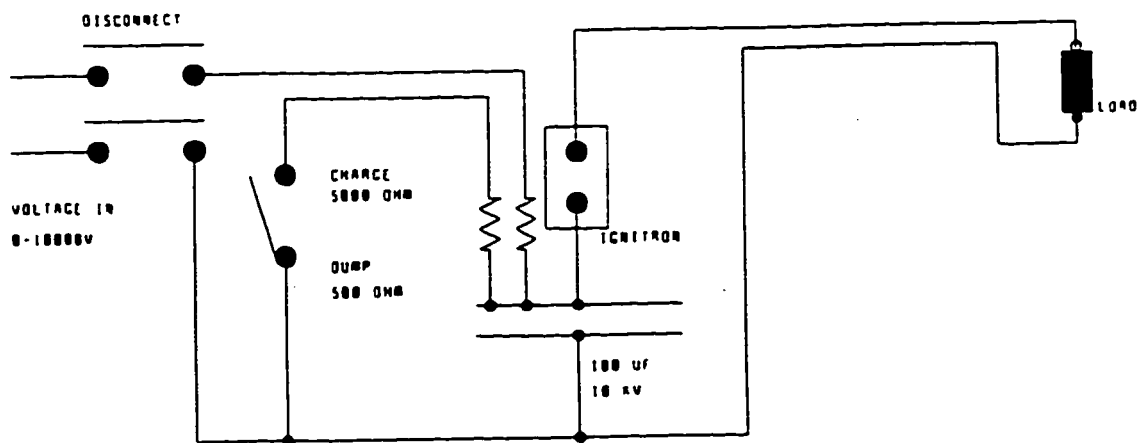 DISCONNECT
LOAD
CHARGE
5000 OHM
VOLTAGE IN
0-10000V
IGNITRON
DUMP
500 OHM
100 UF
10 KV